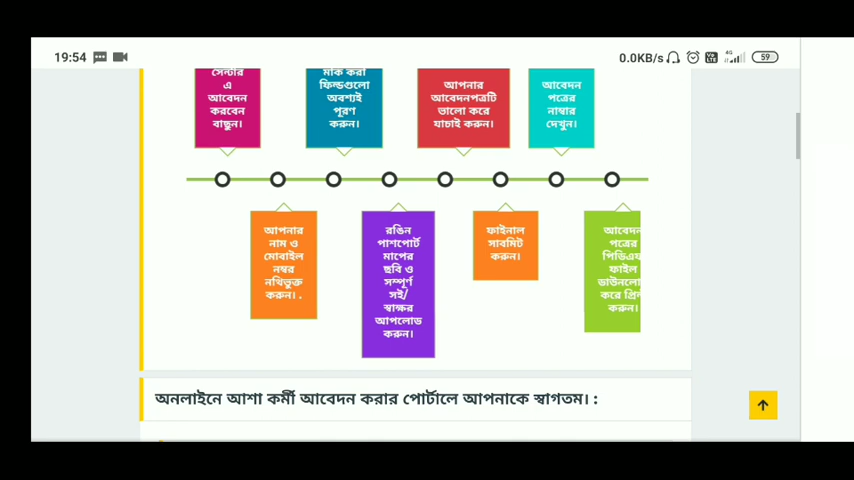 19:54
0.0KB/s
4G
59
সেন্টার
এ
আবেদন
করবেন
বাছুন।
মার্ক করা
ফিল্ডগুলো
অবশ্যই
পূরণ
করুন।
আপনার
আবেদনপত্রটি
ভালো করে
যাচাই করুন।
আবেদন
পত্রের
নাম্বার
দেখুন।
আপনার
নাম ও
মোবাইল
নম্বর
নথিভুক্ত
করুন। .
রঙিন
পাশপোর্ট
মাপের
ছবি ও
সম্পূর্ণ
সই/
স্বাক্ষর
আপলোড
করুন।
ফাইনাল
সাবমিট
করুন।
আবেদন
পত্রের
ফাইল
করে
করুন।
অনলাইনে আশা কর্মী আবেদন করার পোর্টালে আপনাকে স্বাগতম। :